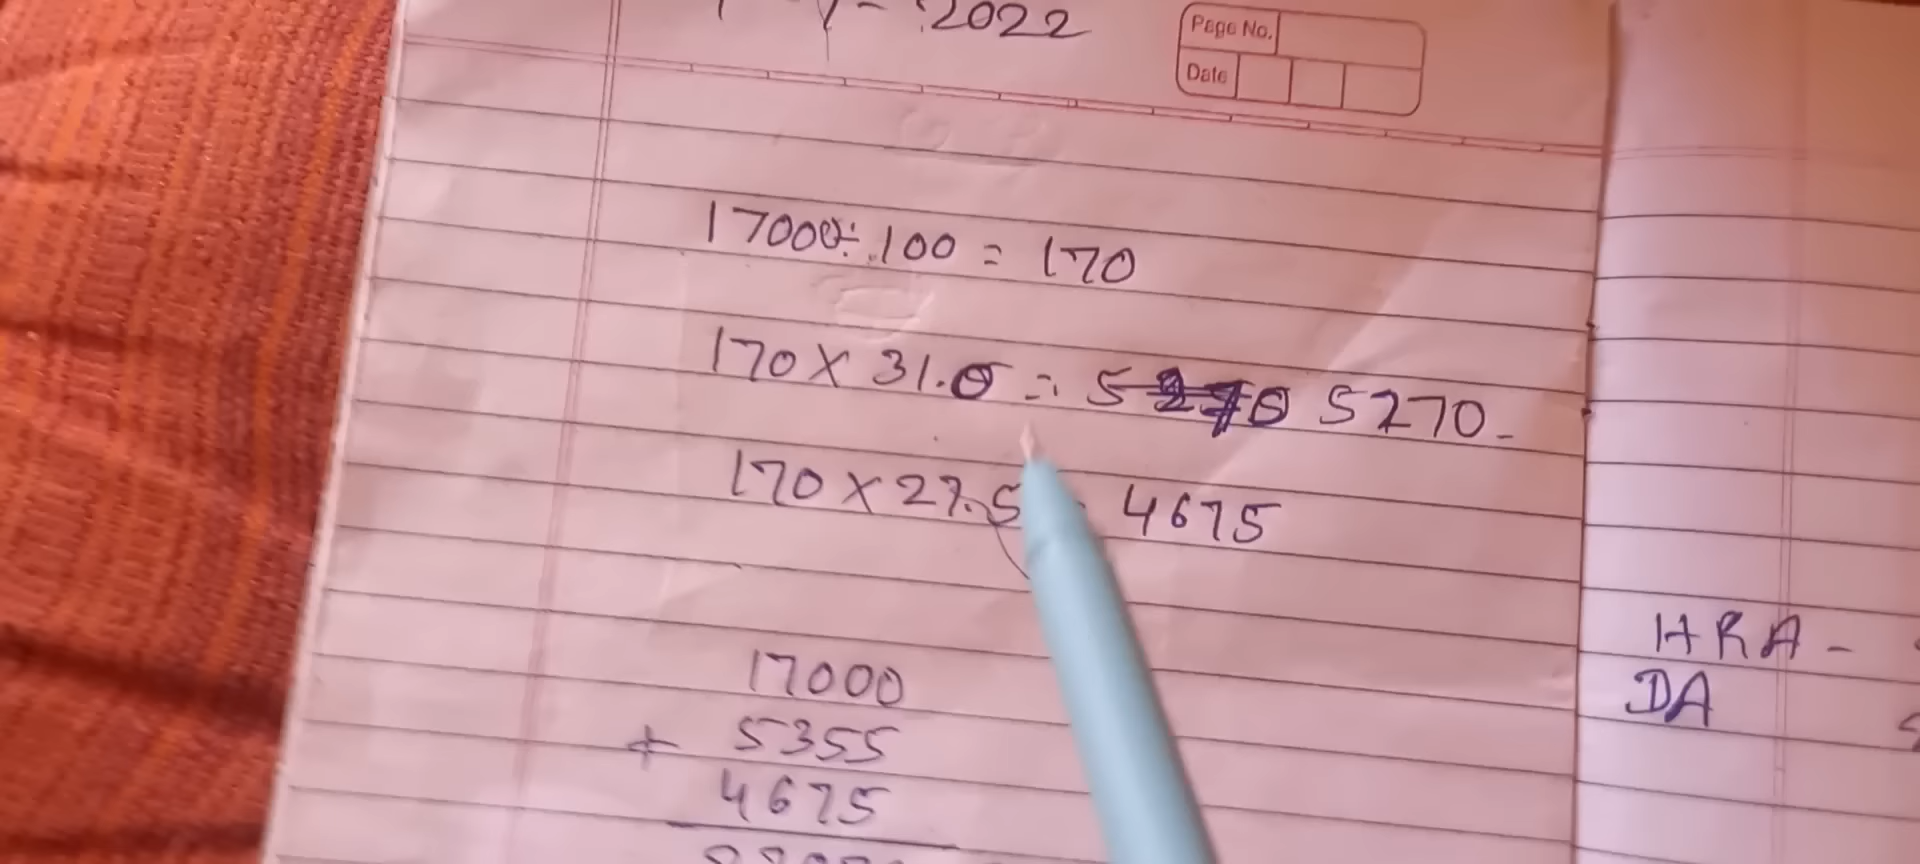 2022
Page No.
Date
17000÷100 = 170
170 X 31.0 = 5270
170 X 27.5 4675
17000
+ 5355
4675
HRA -
DA